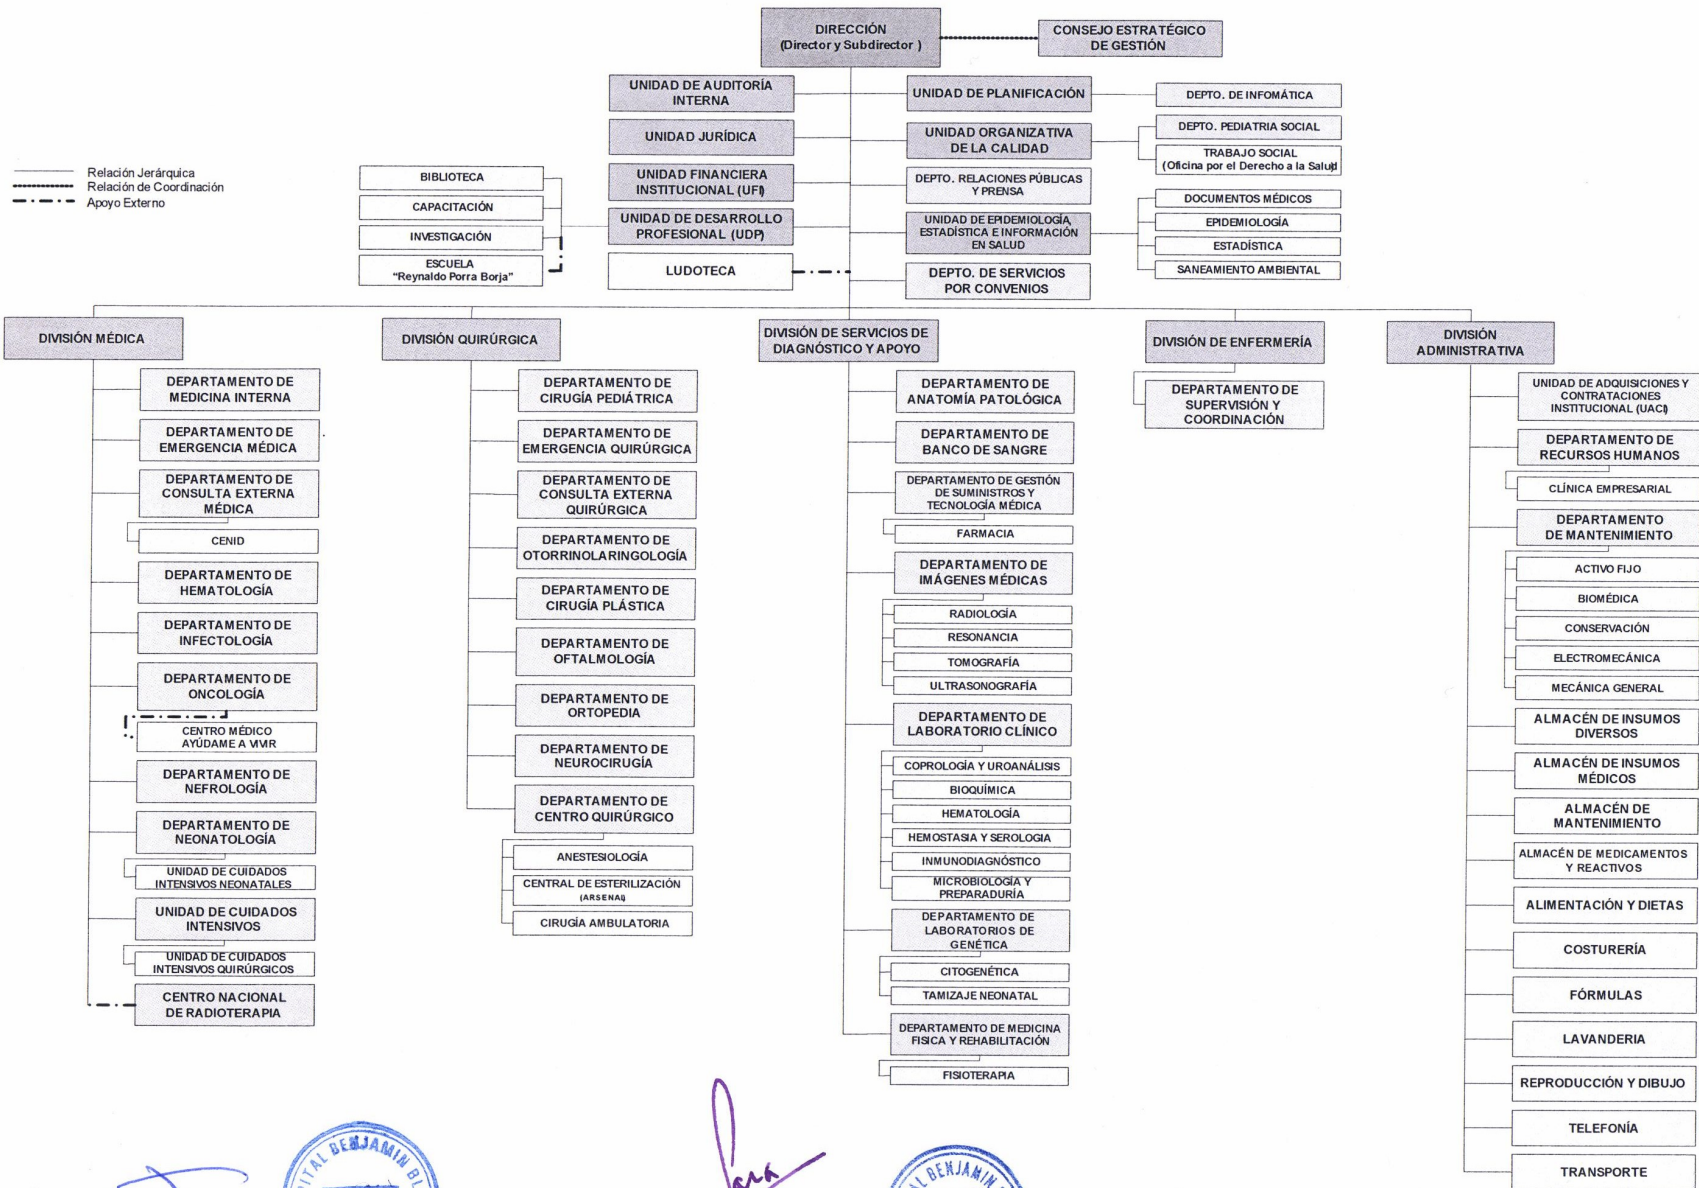 DIRECCIÓN
(Director y Subdirector )
CONSEJO ESTRATÉGICO
DE GESTIÓN
UNIDAD DE AUDITORÍA
INTERNA
UNIDAD DE PLANIFICACIÓN
DEPTO. DE INFOMÁTICA
UNIDAD JURÍDICA
UNIDAD ORGANIZATIVA
DE LA CALIDAD
DEPTO. PEDIATRIA SOCIAL
TRABAJO SOCIAL
(Oficina por el Derecho a la Salud)
Relación Jerárquica
Relación de Coordinación
Apoyo Externo
BIBLIOTECA
CAPACITACIÓN
INVESTIGACIÓN
ESCUELA
“Reynaldo Porra Borja”
UNIDAD FINANCIERA
INSTITUCIONAL (UFI)
DEPTO. RELACIONES PÚBLICAS
Y PRENSA
UNIDAD DE DESARROLLO
PROFESIONAL (UDP)
UNIDAD DE EPIDEMIOLOGÍA,
ESTADÍSTICA E INFORMACIÓN
EN SALUD
DOCUMENTOS MÉDICOS
EPIDEMIOLOGÍA
ESTADÍSTICA
SANEAMIENTO AMBIENTAL
LUDOTECA
DEPTO. DE SERVICIOS
POR CONVENIOS
DIVISIÓN MÉDICA
DEPARTAMENTO DE
MEDICINA INTERNA
DEPARTAMENTO DE
EMERGENCIA MÉDICA
DEPARTAMENTO DE
CONSULTA EXTERNA
MÉDICA
CENID
DEPARTAMENTO DE
HEMATOLOGÍA
DEPARTAMENTO DE
INFECTOLOGÍA
DEPARTAMENTO DE
ONCOLOGÍA
CENTRO MÉDICO
AYÚDAME A VIVIR
DEPARTAMENTO DE
NEFROLOGÍA
DEPARTAMENTO DE
NEONATOLOGÍA
UNIDAD DE CUIDADOS
INTENSIVOS NEONATALES
UNIDAD DE CUIDADOS
INTENSIVOS
UNIDAD DE CUIDADOS
INTENSIVOS QUIRÚRGICOS
CENTRO NACIONAL
DE RADIOTERAPIA
DIVISIÓN QUIRÚRGICA
DEPARTAMENTO DE
CIRUGÍA PEDIÁTRICA
DEPARTAMENTO DE
EMERGENCIA QUIRÚRGICA
DEPARTAMENTO DE
CONSULTA EXTERNA
QUIRÚRGICA
DEPARTAMENTO DE
OTORRINOLARINGOLOGÍA
DEPARTAMENTO DE
CIRUGÍA PLÁSTICA
DEPARTAMENTO DE
OFTALMOLOGÍA
DEPARTAMENTO DE
ORTOPEDIA
DEPARTAMENTO DE
NEUROCIRUGÍA
DEPARTAMENTO DE
CENTRO QUIRÚRGICO
ANESTESIOLOGÍA
CENTRAL DE ESTERILIZACIÓN
(ARSENAL)
CIRUGÍA AMBULATORIA
DIVISIÓN DE SERVICIOS DE
DIAGNÓSTICO Y APOYO
DEPARTAMENTO DE
ANATOMÍA PATOLÓGICA
DEPARTAMENTO DE
BANCO DE SANGRE
DEPARTAMENTO DE GESTIÓN
DE SUMINISTROS Y
TECNOLOGÍA MÉDICA
FARMACIA
DEPARTAMENTO DE
IMÁGENES MÉDICAS
RADIOLOGÍA
RESONANCIA
TOMOGRAFÍA
ULTRASONOGRAFÍA
DEPARTAMENTO DE
LABORATORIO CLÍNICO
COPROLOGÍA Y UROANÁLISIS
BIOQUÍMICA
HEMATOLOGÍA
HEMOSTASIA Y SEROLOGIA
INMUNODIAGNÓSTICO
MICROBIOLOGÍA Y
PREPARADURÍA
DEPARTAMENTO DE
LABORATORIOS DE
GENÉTICA
CITOGENÉTICA
TAMIZAJE NEONATAL
DEPARTAMENTO DE MEDICINA
FISICA Y REHABILITACIÓN
FISIOTERAPIA
DIVISIÓN DE ENFERMERÍA
DEPARTAMENTO DE
SUPERVISIÓN Y
COORDINACIÓN
DIVISIÓN
ADMINISTRATIVA
UNIDAD DE ADQUISICIONES Y
CONTRATACIONES
INSTITUCIONAL (UACI)
DEPARTAMENTO DE
RECURSOS HUMANOS
CLÍNICA EMPRESARIAL
DEPARTAMENTO
DE MANTENIMIENTO
ACTIVO FIJO
BIOMÉDICA
CONSERVACIÓN
ELECTROMECÁNICA
MECÁNICA GENERAL
ALMACÉN DE INSUMOS
DIVERSOS
ALMACÉN DE INSUMOS
MÉDICOS
ALMACÉN DE
MANTENIMIENTO
ALMACÉN DE MEDICAMENTOS
Y REACTIVOS
ALIMENTACIÓN Y DIETAS
COSTURERÍA
FÓRMULAS
LAVANDERIA
REPRODUCCIÓN Y DIBUJO
TELEFONÍA
TRANSPORTE
BENJAMIN
BENJAMIN